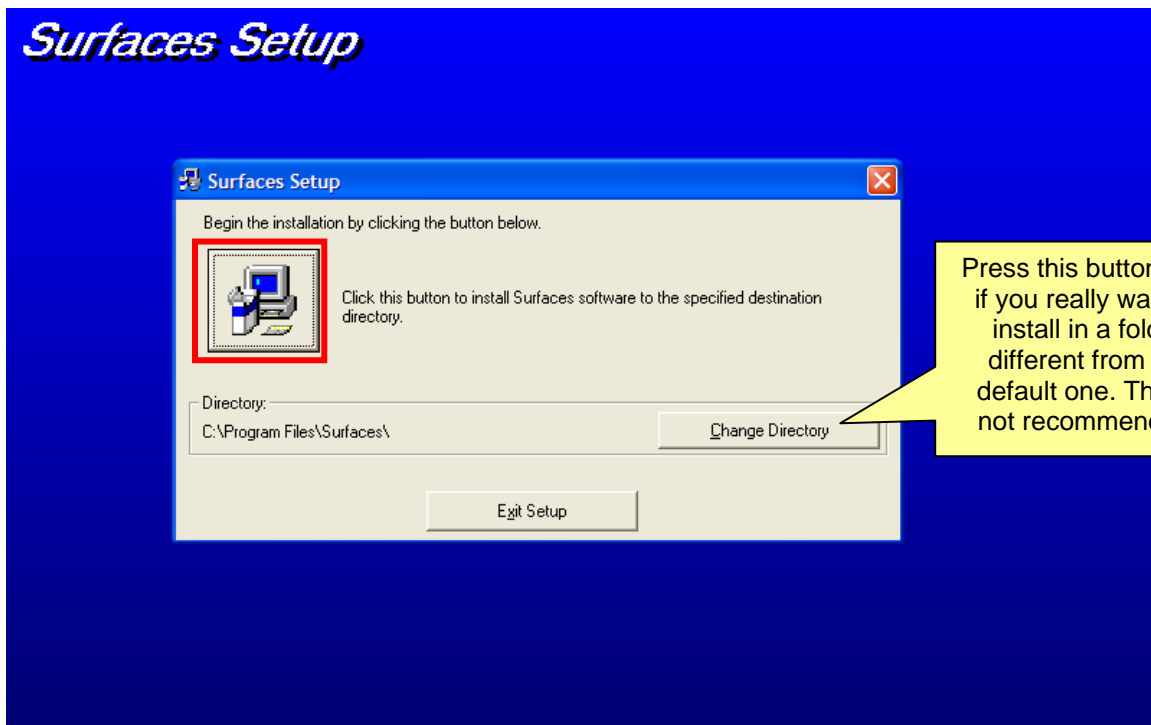 Surfaces Setup
Surfaces Setup
Begin the installation by clicking the button below.
Click this button to install Surfaces software to the specified destination
directory.
Directory:
C:\Program Files\Surfaces\
Change Directory
Exit Setup
Press this button
if you really
install in a
different from
default one.
not